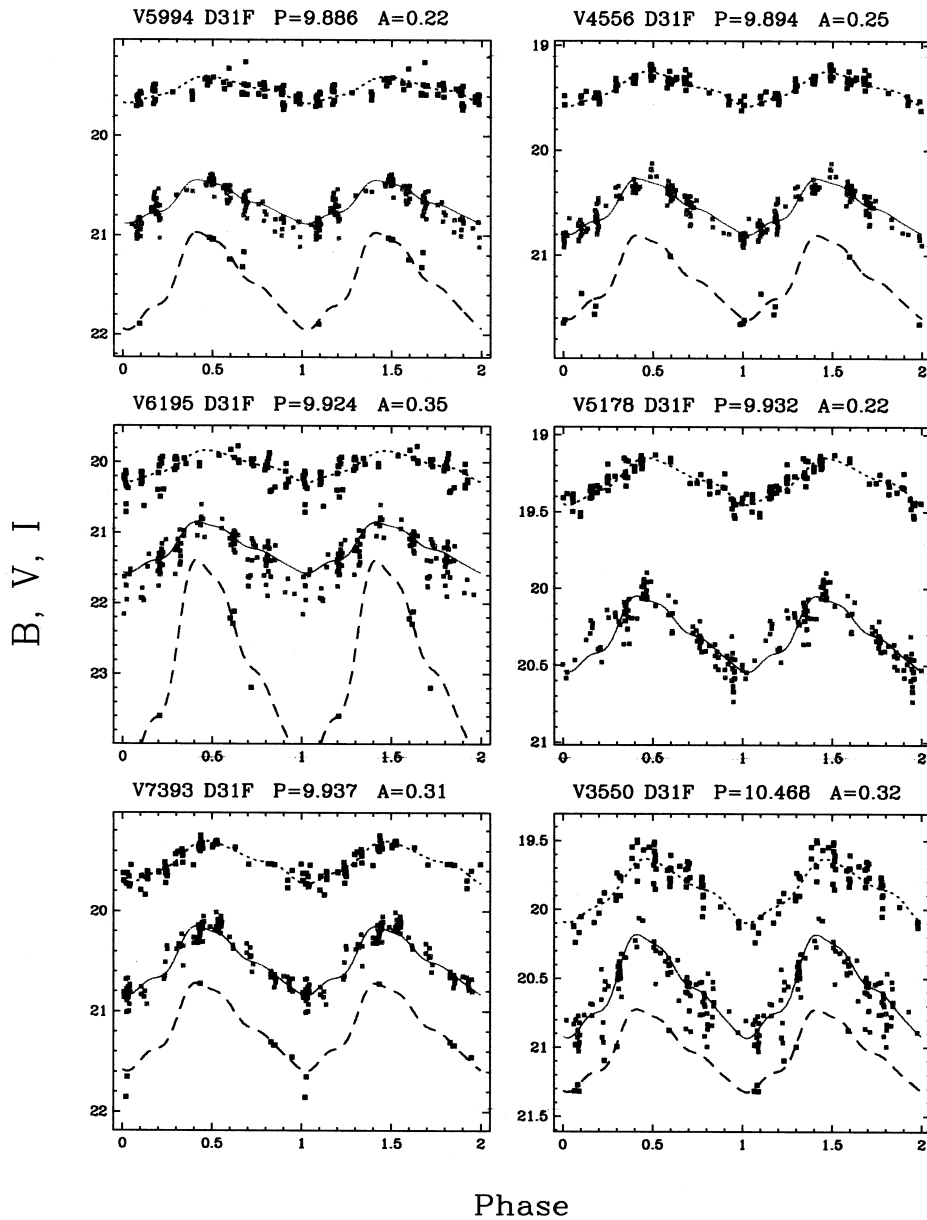 V5994 D31F P=9.886 A=0.22
20
21
22
0 0.5 1 1.5 2
V4556 D31F P=9.894 A=0.25
19
20
21
0 0.5 1 1.5 2
V6195 D31F P=9.924 A=0.35
20
21
22
23
0 0.5 1 1.5 2
V5178 D31F P=9.932 A=0.22
19
19.5
20
20.5
21
0 0.5 1 1.5 2
B, V, I
V7393 D31F P=9.937 A=0.31
20
21
22
0 0.5 1 1.5 2
V3550 D31F P=10.468 A=0.32
19.5
20
20.5
21
21.5
0 0.5 1 1.5 2
Phase